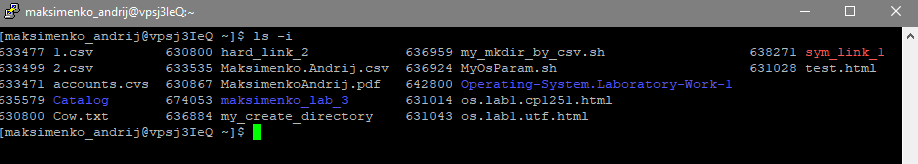 maksimenko_andrij@vpsj3IeQ:~
[maksimenko_andrij@vpsj3IeQ ~]$ ls -i
633477 1.csv 630800 hard_link_2 636959 my_mkdir_by_csv.sh 638271 sym_link_1
633499 2.csv 633535 Maksimenko.Andrij.csv 636924 MyOsParam.sh 631028 test.html
633471 accounts.cvs 630867 MaksimenkoAndrij.pdf 642800 Operating-System.Laboratory-Work-1
635579 Catalog 674053 maksimenko_lab_3 631014 os.lab1.cp1251.html
630800 Cow.txt 636884 my_create_directory 631043 os.lab1.utf.html
[maksimenko_andrij@vpsj3IeQ ~]$